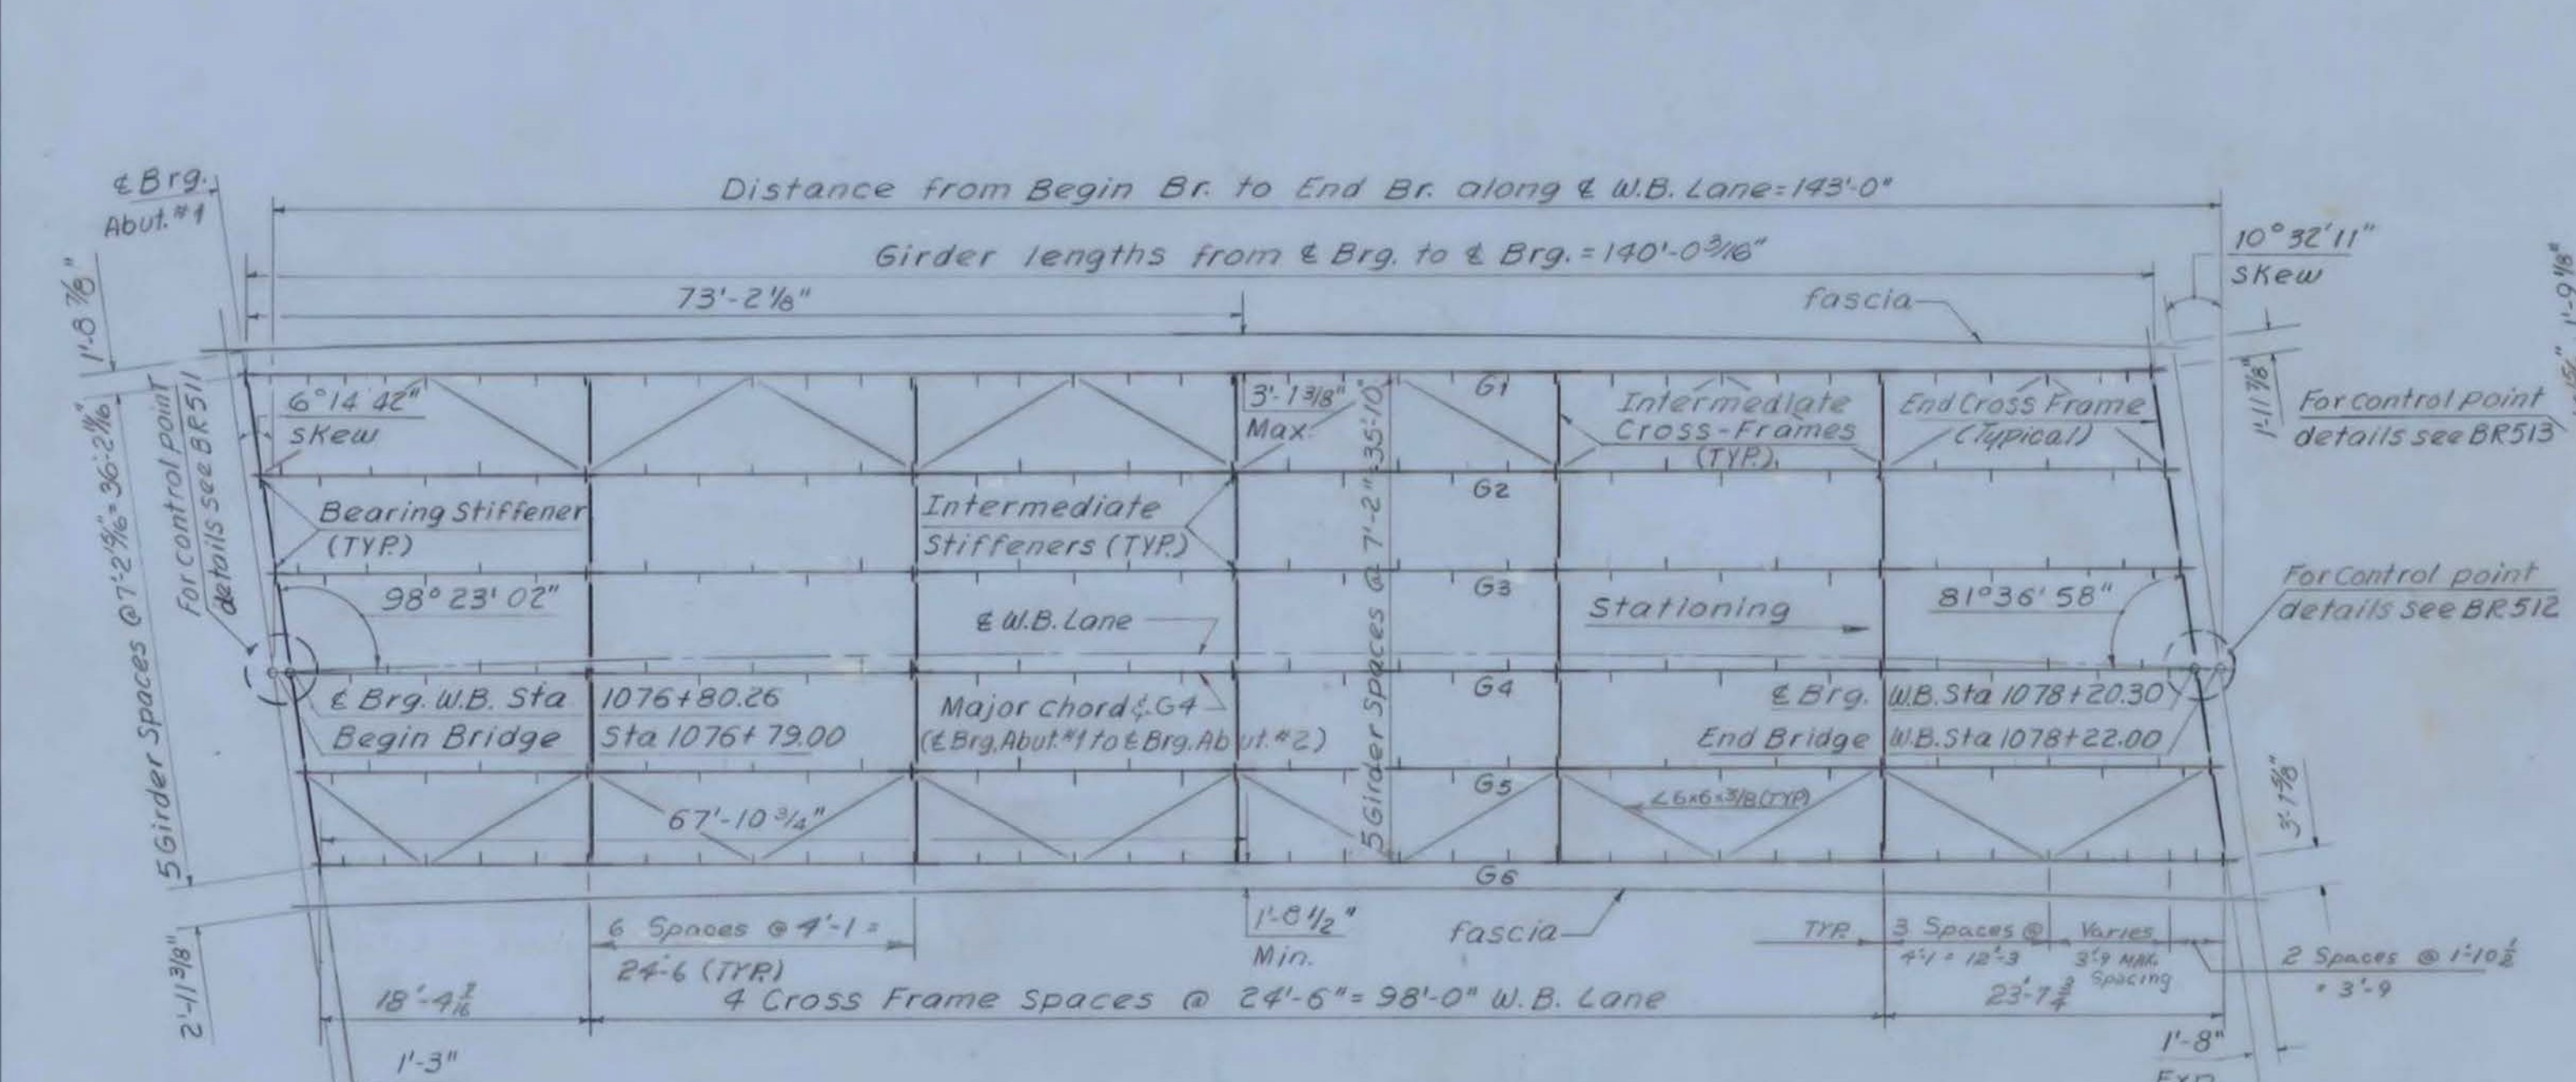 ℄ Brg.
Abut. #1
Distance from Begin Br. to End Br. along ℄ W.B. Lane=143'-0"
10°32'11"
Skew
Girder lengths from ℄ Brg. to ℄ Brg. = 140'-0 3/16"
73'-2 1/8"
fascia
1'-8 7/8"
1'-9 1/8"
1'-11 7/8"
For control point
details see BR511
6°14'42"
Skew
3'-1 3/8"
Max.
G1
Intermediate
Cross-Frames
(TYP.)
End Cross Frame
(Typical)
For control point
details see BR513
5 Girder Spaces @ 7'-2 15/16"= 36'-2 11/16"
Bearing Stiffener
(TYP.)
Intermediate
Stiffeners (TYP.)
5 Girder Spaces @ 7'-2"=35'-10"
G2
98°23'02"
℄ W.B. Lane
G3
Stationing
81°36'58"
For Control point
details see BR512
℄ Brg. W.B. Sta 1076+80.26
Begin Bridge Sta 1076+79.00
Major chord & G4
(℄ Brg. Abut. #1 to ℄ Brg. Abut. #2)
G4
℄ Brg. W.B. Sta 1078+20.30
End Bridge W.B. Sta 1078+22.00
67'-10 3/4"
G5
∠6x6x3/8 (TYP)
3'-1 5/8"
G6
2'-11 3/8"
6 Spaces @ 4'-1 =
24'-6 (TYP.)
1'-8 1/2"
Min.
fascia
TYP.
3 Spaces @
4'-1 = 12'-3
Varies
3'-9 MAX.
Spacing
2 Spaces @ 1'-10 1/2
= 3'-9
18'-4
4 Cross Frame Spaces @ 24'-6"= 98'-0" W.B. Lane
23'-7 3/4
1'-3"
1'-8"